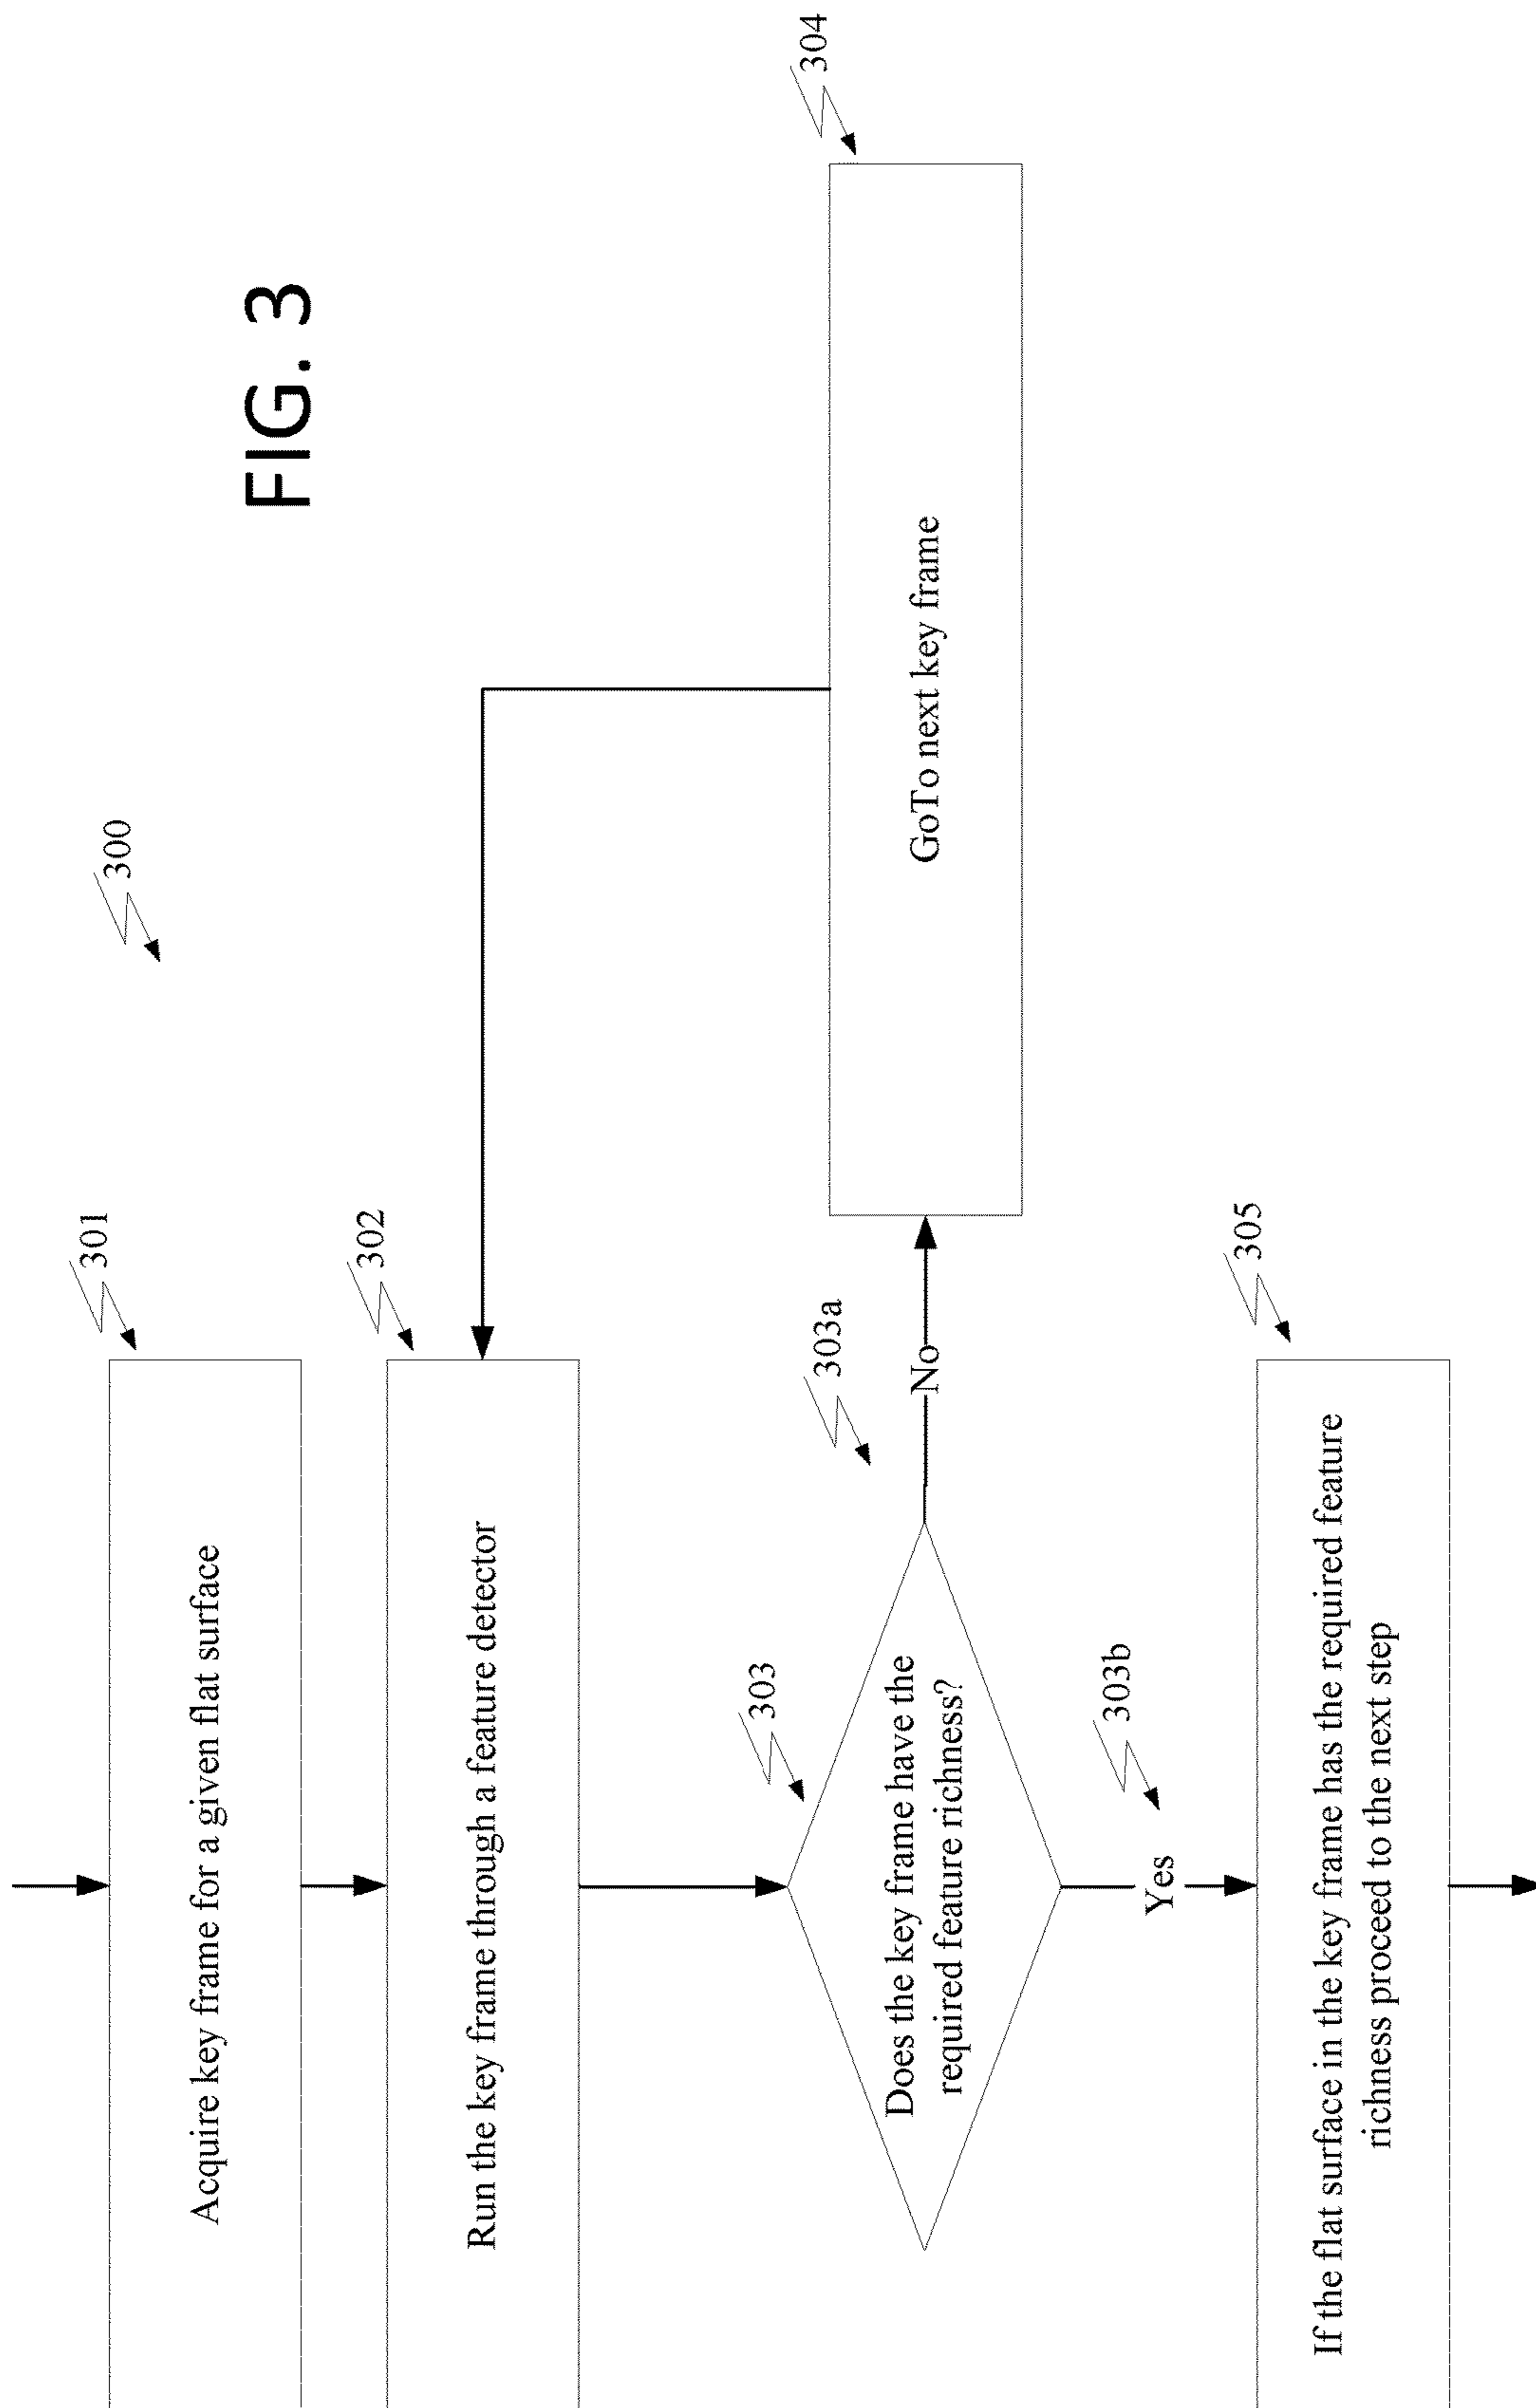 FIG. 3
300
301
Acquire key frame for a given flat surface
302
Run the key frame through a feature detector
303
Does the key frame have the
required feature richness?
303a
No
304
GoTo next key frame
303b
Yes
305
If the flat surface in the key frame has the required feature
richness proceed to the next step